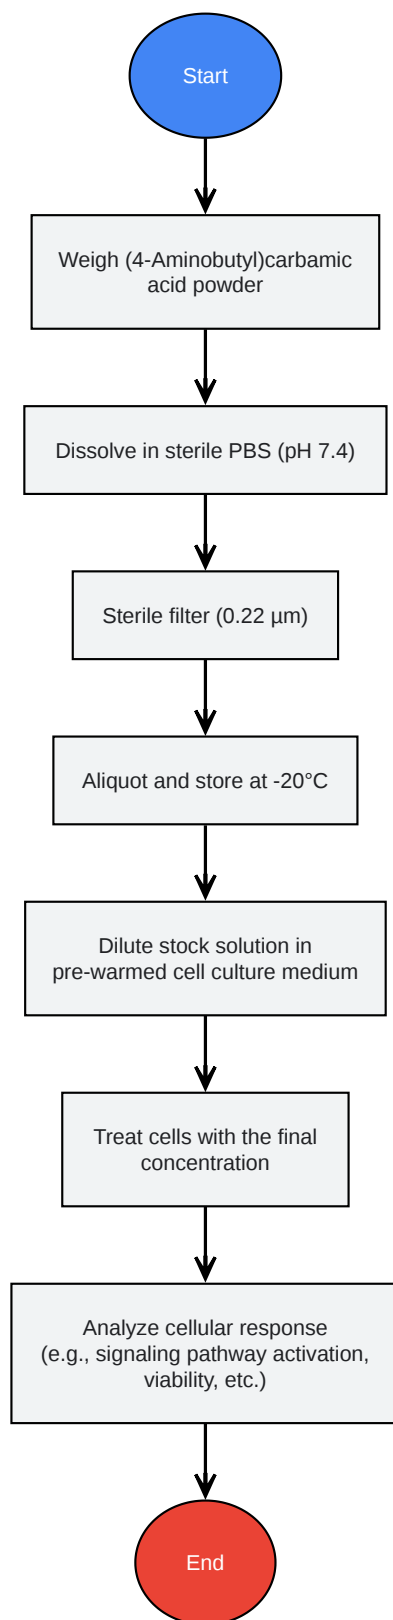 Start
Weigh (4-Aminobutyl)carbamic
acid powder
Dissolve in sterile PBS (pH 7.4)
Sterile filter (0.22 µm)
Aliquot and store at -20°C
Dilute stock solution in
pre-warmed cell culture medium
Treat cells with the final
concentration
Analyze cellular response
(e.g., signaling pathway activation,
viability, etc.)
End